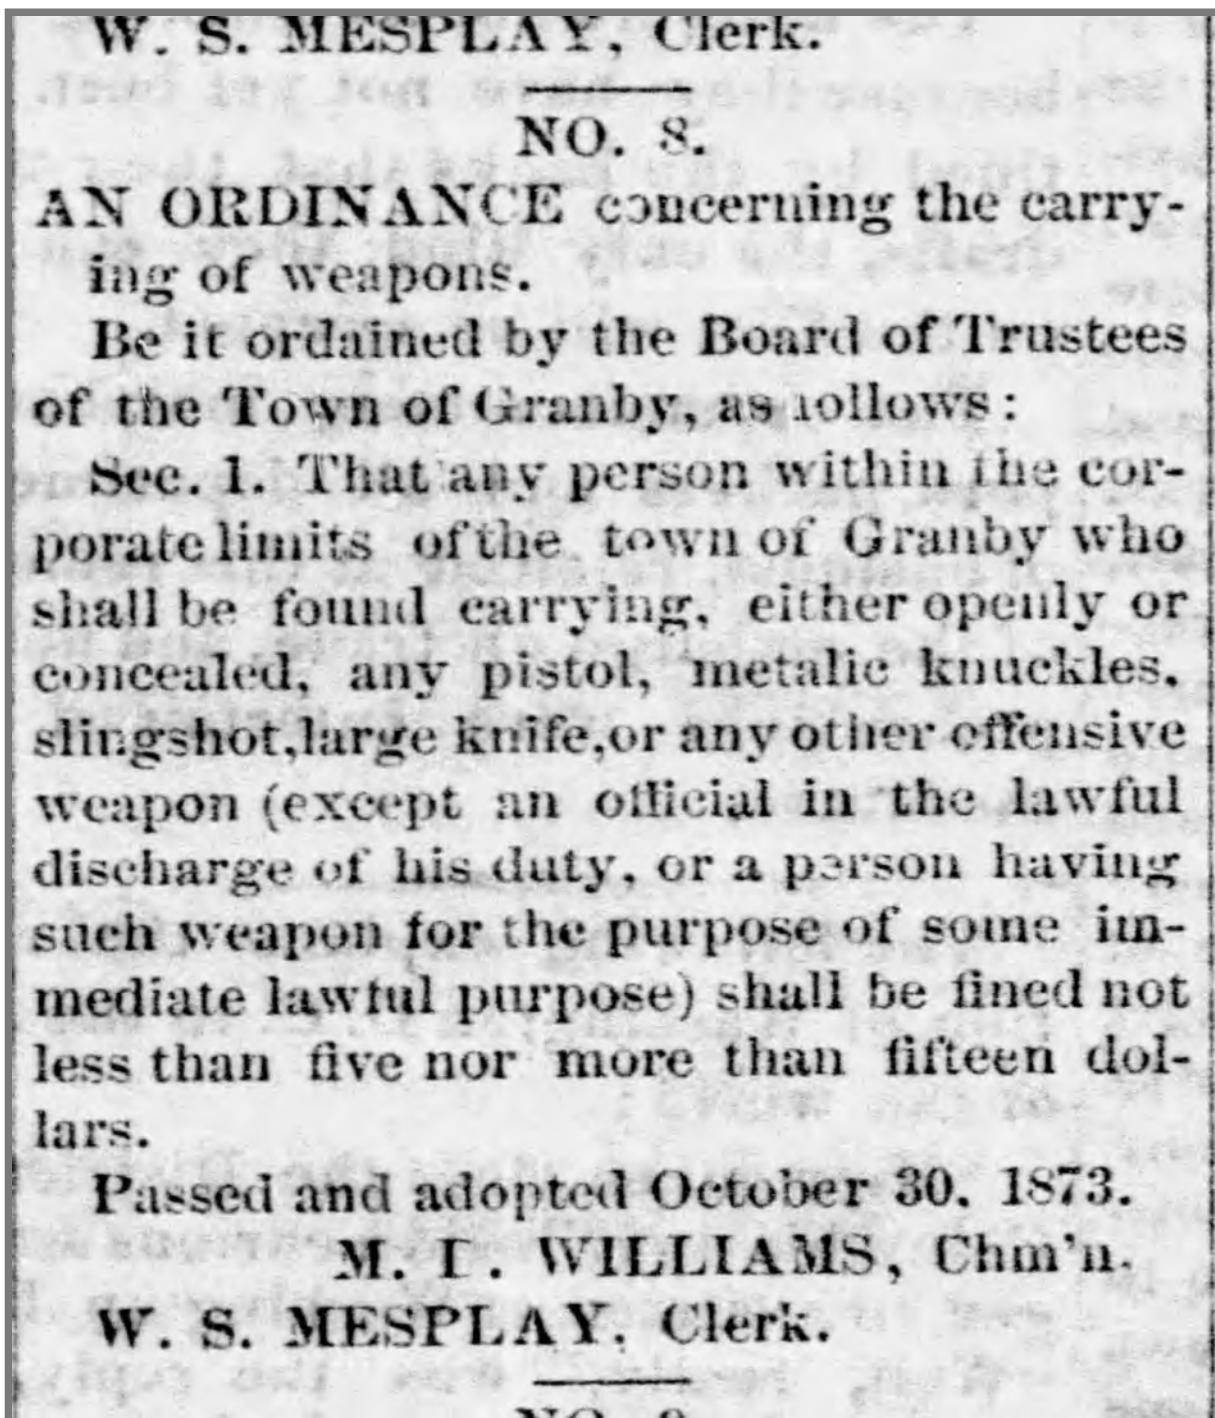 W. S. MESPLAY, Clerk.
NO. 8.
AN ORDINANCE concerning the carry-
ing of weapons.
Be it ordained by the Board of Trustees
of the Town of Granby, as follows:
Sec. 1. That any person within the cor-
porate limits of the town of Granby who
shall be found carrying, either openly or
concealed, any pistol, metalic knuckles,
slingshot, large knife, or any other offensive
weapon (except an official in the lawful
discharge of his duty, or a person having
such weapon for the purpose of some im-
mediate lawful purpose) shall be fined not
less than five nor more than fifteen dol-
lars.
Passed and adopted October 30, 1873.
M. WILLIAMS, Chm'n.
W. S. MESPLAY, Clerk.